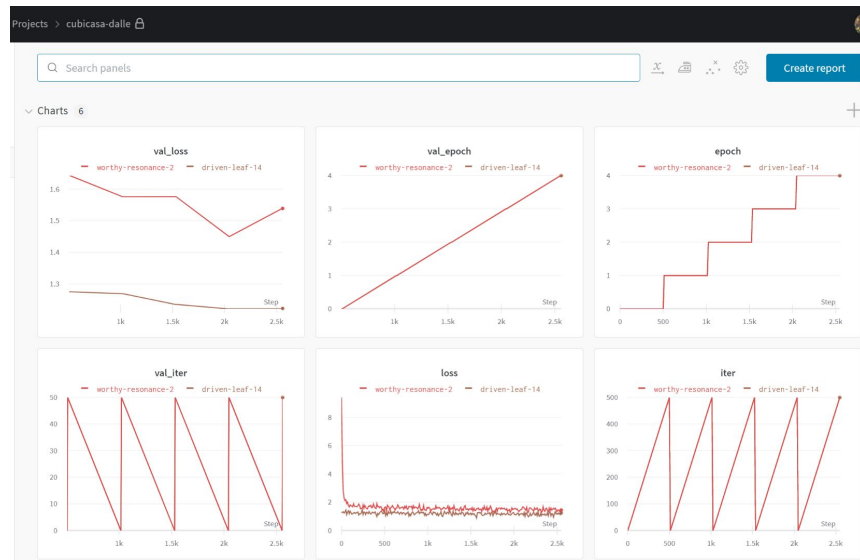 Projects > cubicasa-dalle
Search panels
Create report
Charts 6
val_loss
worthy-resonance-2 driven-leaf-14
1.6
1.5
1.4
1.3
Step
1k 1.5k 2k 2.5k
val_epoch
worthy-resonance-2 driven-leaf-14
4
3
2
1
0
Step
1k 1.5k 2k 2.5k
epoch
worthy-resonance-2 driven-leaf-14
4
3
2
1
0
Step
0 500 1k 1.5k 2k 2.5k
val_iter
worthy-resonance-2 driven-leaf-14
50
40
30
20
10
0
Step
1k 1.5k 2k 2.5k
loss
worthy-resonance-2 driven-leaf-14
8
6
4
2
0
Step
0 500 1k 1.5k 2k 2.5k
iter
worthy-resonance-2 driven-leaf-14
500
400
300
200
100
0
Step
0 500 1k 1.5k 2k 2.5k